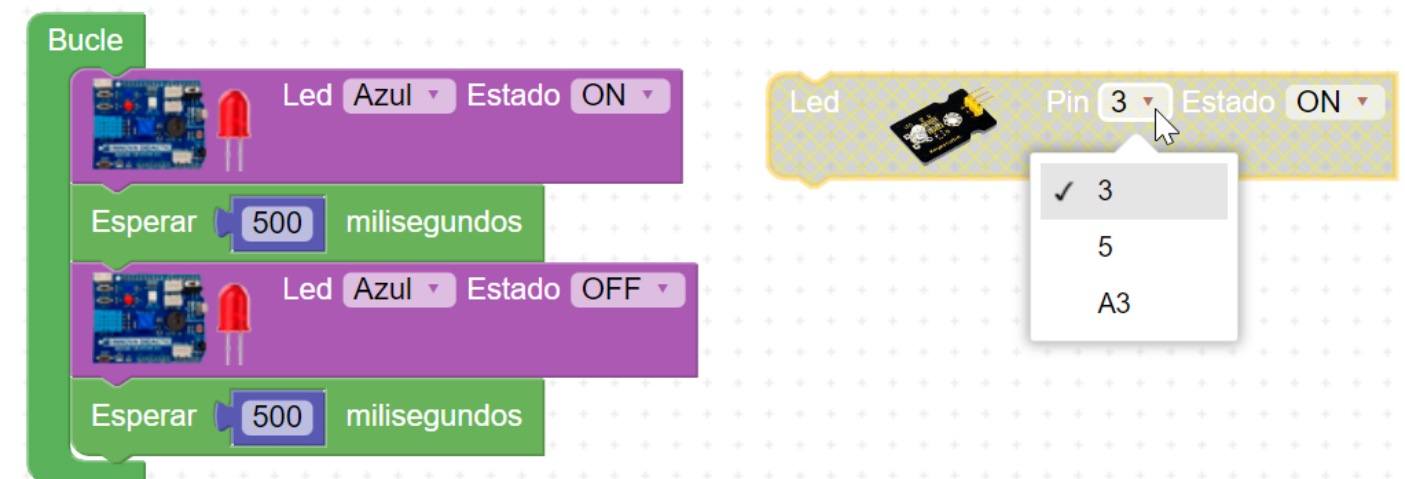 Bucle
Led Azul Estado ON
Esperar 500 milisegundos
Led Azul Estado OFF
Esperar 500 milisegundos
Led Pin 3 Estado ON
3
5
A3